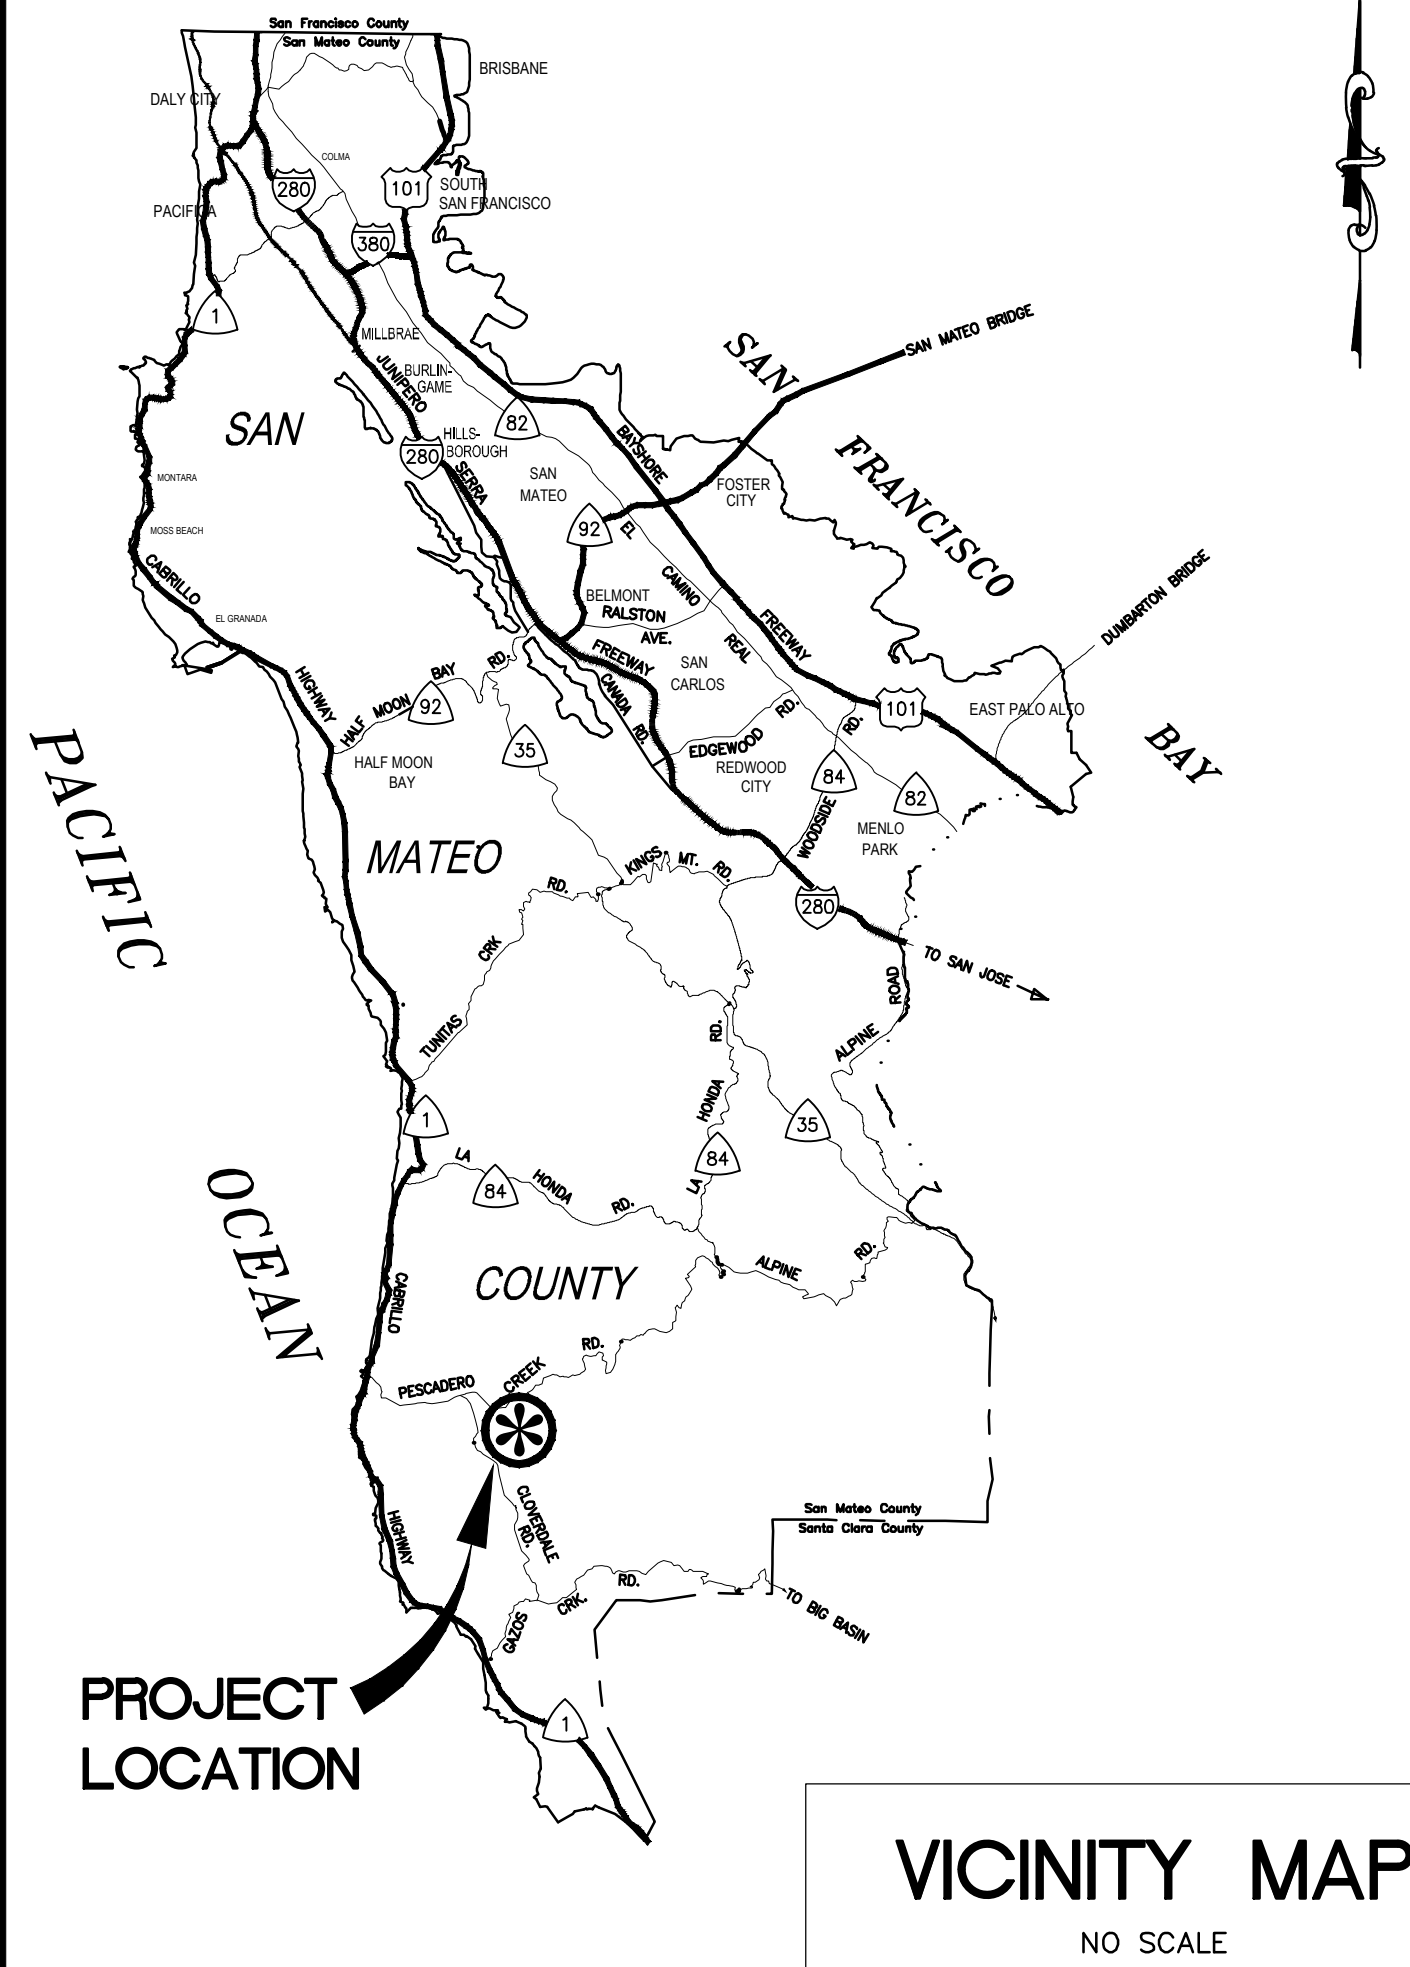 San Francisco County
San Mateo County
BRISBANE
DALY CITY
COLMA
280
101
SOUTH
SAN FRANCISCO
PACIFICA
380
1
MILLBRAE
SAN MATEO BRIDGE
JUNIPERO
BURLIN-
GAME
SAN
FRANCISCO
BAY
SAN
82
HILLS-
BOROUGH
280
SERRA
BAYSHORE
SAN
MATEO
FOSTER
CITY
MONTARA
92
EL
MOSS BEACH
CABRILLO
CAMINO
DUMBARTON BRIDGE
BELMONT
RALSTON
AVE.
EL GRANADA
REAL
FREEWAY
FREEWAY
SAN
CARLOS
HIGHWAY
HALF MOON BAY RD.
92
CANADA RD.
RD.
RD.
101
EAST PALO ALTO
35
EDGEWOOD
HALF MOON
BAY
REDWOOD
CITY
84
82
PACIFIC
WOODSIDE
MENLO
PARK
MATEO
KINGS MT. RD.
RD.
280
CRK
TO SAN JOSE
ROAD
TUNITAS
RD.
ALPINE
HONDA
1
35
LA
84
84
HONDA
RD.
LA
OCEAN
RD.
ALPINE
COUNTY
CABRILLO
RD.
CREEK
PESCADERO
CLOVERDALE
RD.
HIGHWAY
San Mateo County
Santa Clara County
RD.
CRK.
GAZOS
TO BIG BASIN
PROJECT
LOCATION
1
VICINITY MAP
NO SCALE